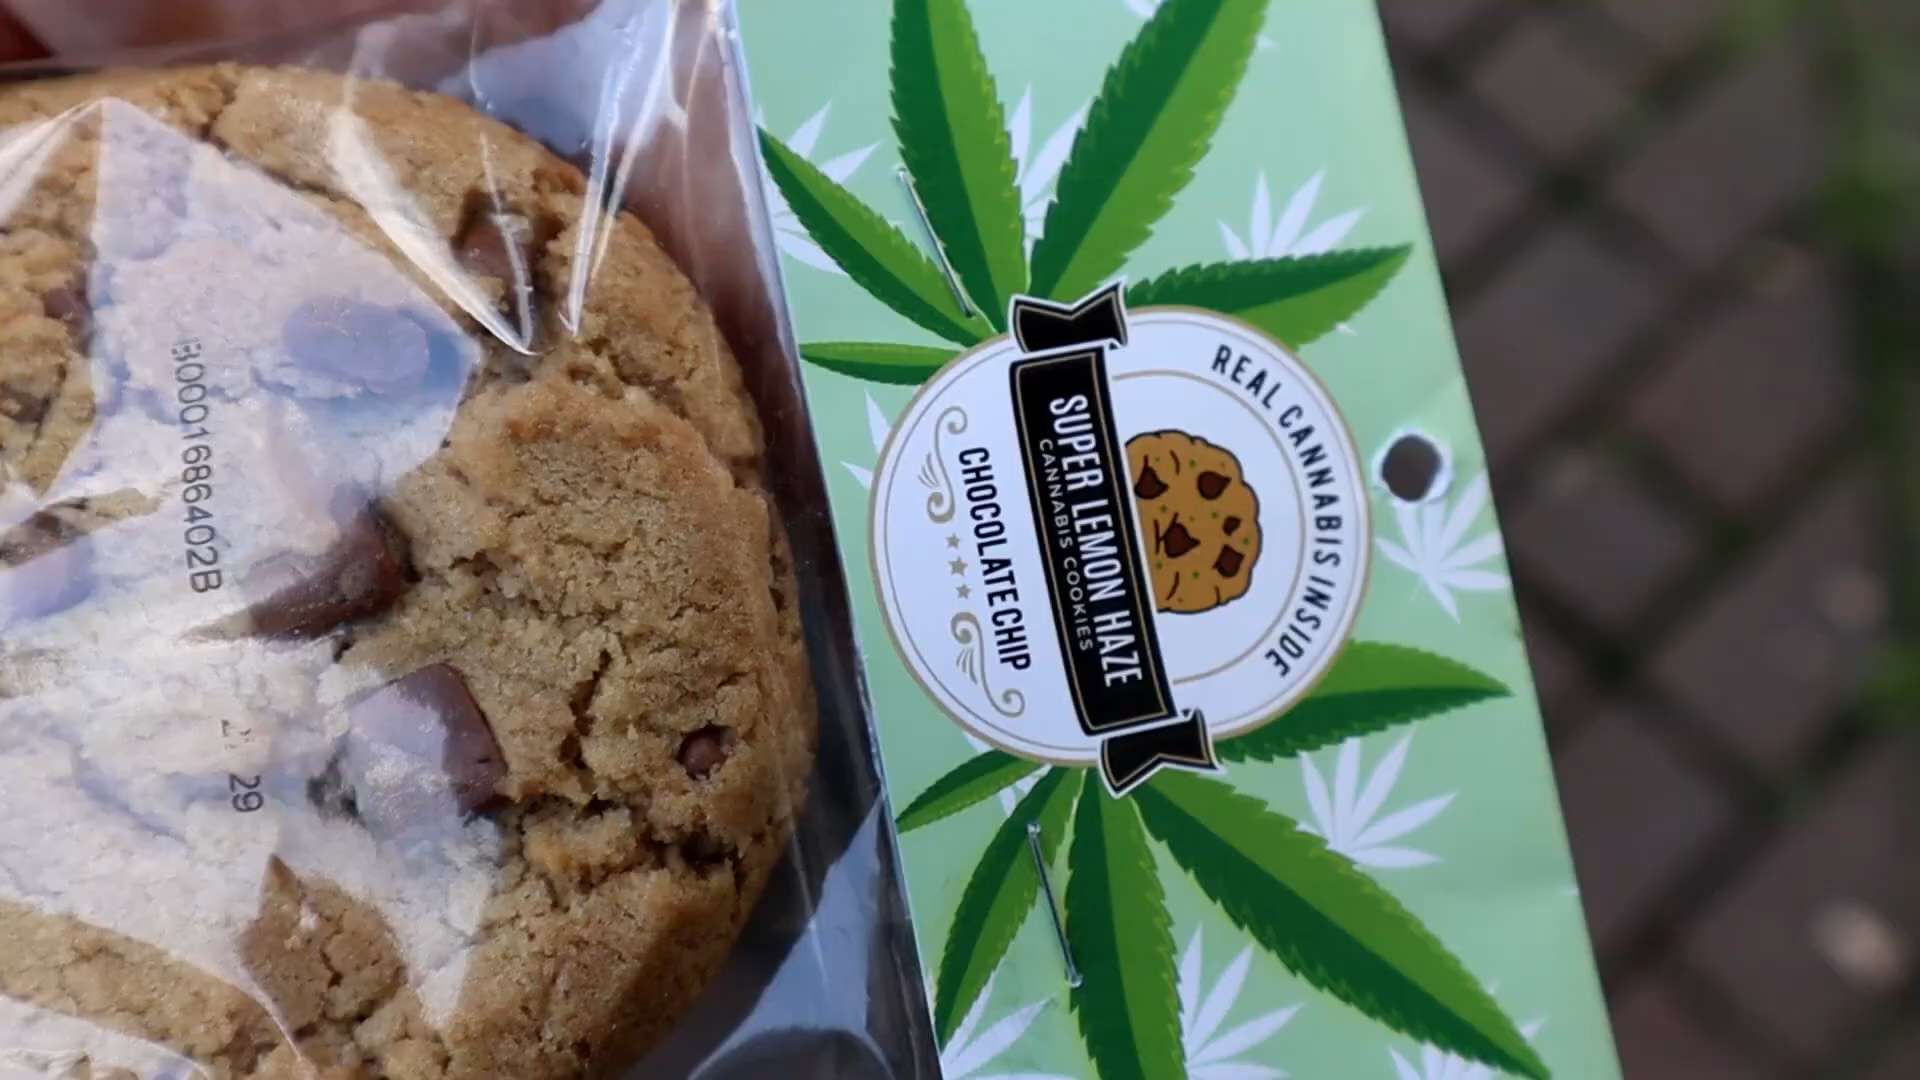 REAL CANNABIS INSIDE
SUPER LEMON HAZE
CANNABIS COOKIES
CHOCOLATE CHIP
B0001686402B
29